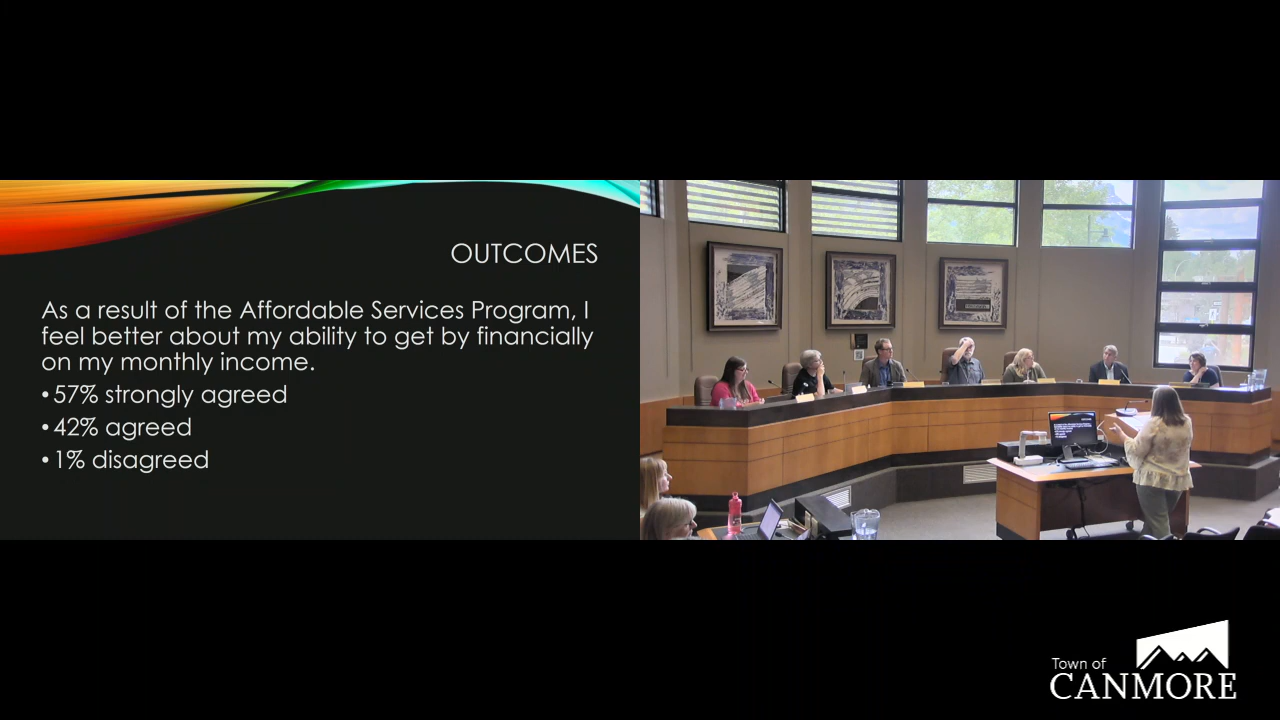 OUTCOMES
As a result of the Affordable Services Program, I
feel better about my ability to get by financially
on my monthly income.
• 57% strongly agreed
• 42% agreed
• 1% disagreed
Town of
CANMORE